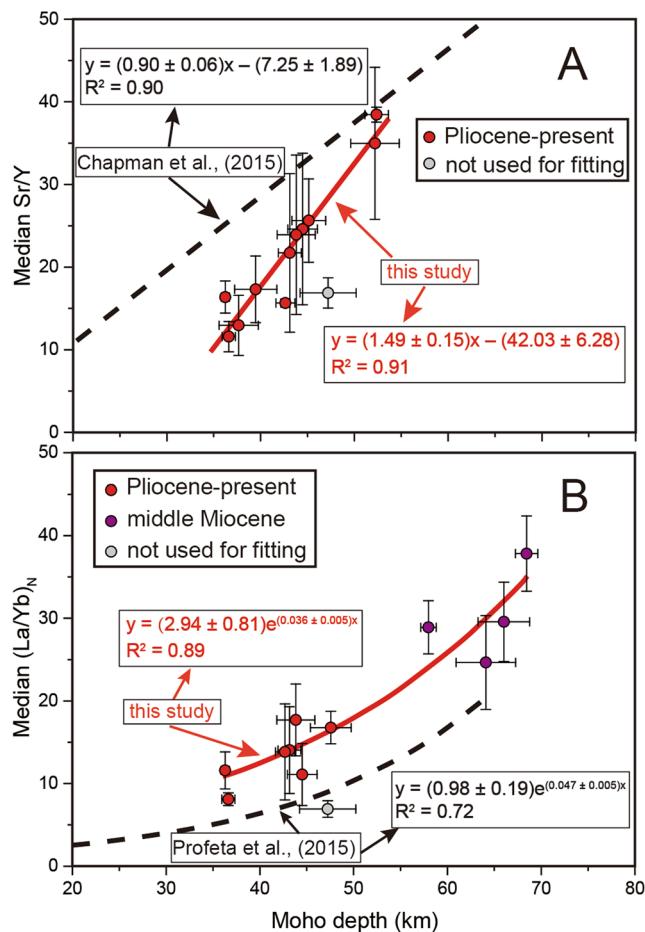 50
40
30
20
10
0
Median Sr/Y
A
y = (0.90 ± 0.06)x – (7.25 ± 1.89)
R² = 0.90
Chapman et al., (2015)
Pliocene-present
not used for fitting
this study
y = (1.49 ± 0.15)x – (42.03 ± 6.28)
R² = 0.91
50
40
30
20
10
0
Median (La/Yb)N
B
Pliocene-present
middle Miocene
not used for fitting
y = (2.94 ± 0.81)e(0.036 ± 0.005)x
R² = 0.89
this study
y = (0.98 ± 0.19)e(0.047 ± 0.005)x
R² = 0.72
Profeta et al., (2015)
20 30 40 50 60 70 80
Moho depth (km)